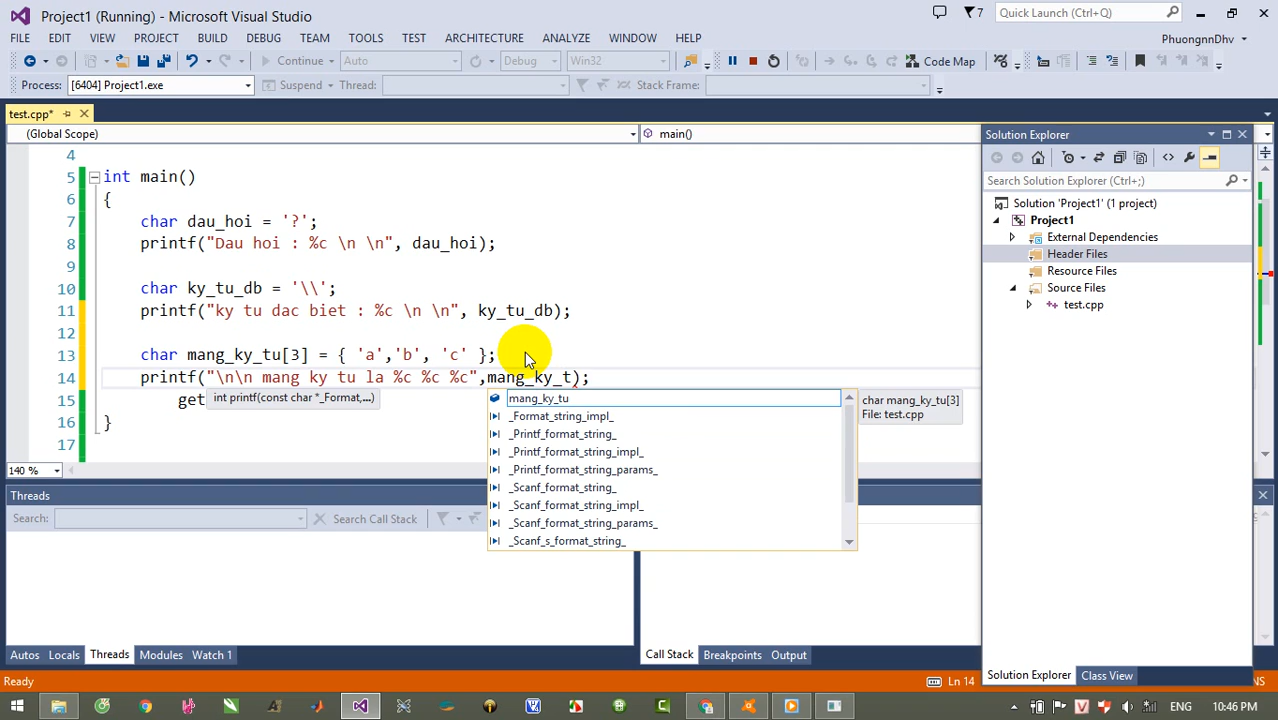 Project1 (Running) - Microsoft Visual Studio
7
Quick Launch (Ctrl+Q)
FILE EDIT VIEW PROJECT BUILD DEBUG TEAM TOOLS TEST ARCHITECTURE ANALYZE WINDOW HELP
PhuongnnDhv
Continue Auto Debug Win32 Code Map
Process: [6404] Project1.exe Suspend Thread: Stack Frame:
test.cpp*
(Global Scope) main()
4
5 int main()
6 {
7 char dau_hoi = '?';
8 printf("Dau hoi : %c \n \n", dau_hoi);
9
10 char ky_tu_db = '\\';
11 printf("ky tu dac biet : %c \n \n", ky_tu_db);
12
13 char mang_ky_tu[3] = { 'a','b', 'c' };
14 printf("\n\n mang ky tu la %c %c %c",mang_ky_t);
15 get
int printf(const char *_Format,...)
16 }
17
mang_ky_tu
_Format_string_impl_
_Printf_format_string_
_Printf_format_string_impl_
_Printf_format_string_params_
_Scanf_format_string_
_Scanf_format_string_impl_
_Scanf_format_string_params_
_Scanf_s_format_string_
char mang_ky_tu[3]
File: test.cpp
140 %
Solution Explorer
Search Solution Explorer (Ctrl+;)
Solution 'Project1' (1 project)
Project1
External Dependencies
Header Files
Resource Files
Source Files
test.cpp
Solution Explorer Class View
Threads
Search: Search Call Stack
Autos Locals Threads Modules Watch 1
Call Stack Breakpoints Output
Ready Ln 14 NS
10:46 PM